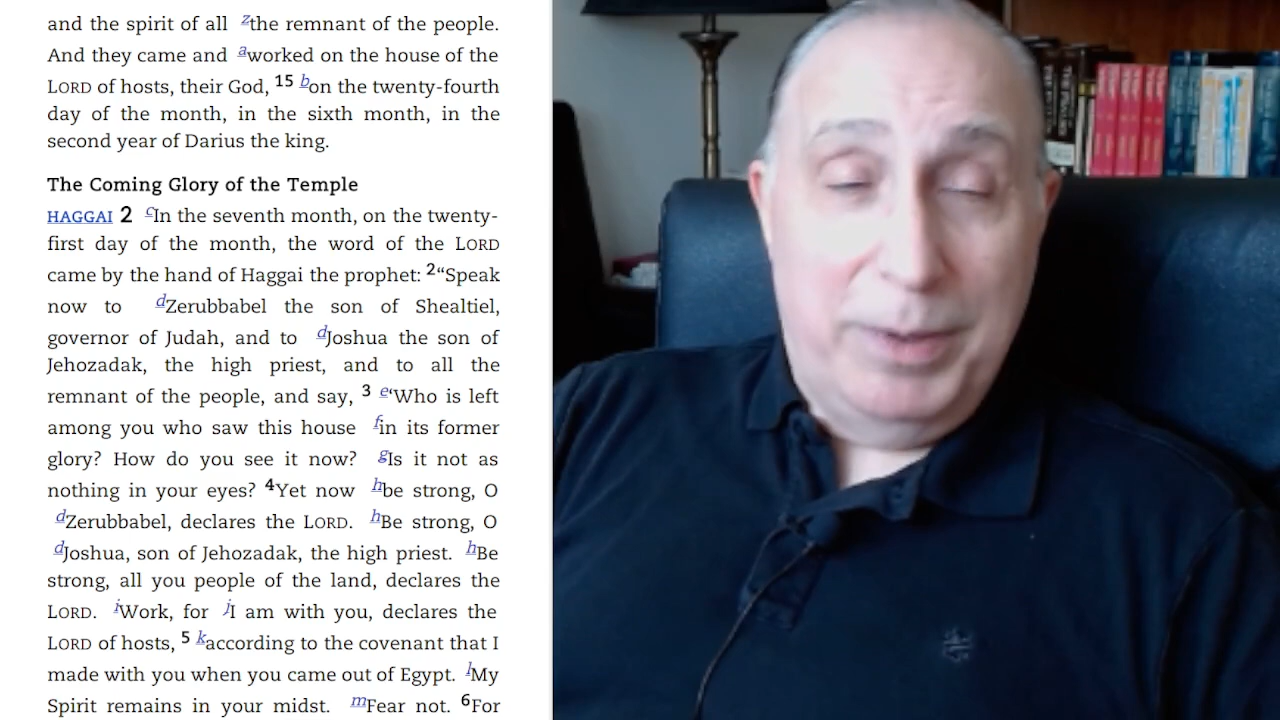 and the spirit of all zthe remnant of the people.
And they came and aworked on the house of the
LORD of hosts, their God, 15 bon the twenty-fourth
day of the month, in the sixth month, in the
second year of Darius the king.
The Coming Glory of the Temple
HAGGAI 2 cIn the seventh month, on the twenty-
first day of the month, the word of the LORD
came by the hand of Haggai the prophet: 2“Speak
now to dZerubbabel the son of Shealtiel,
governor of Judah, and to dJoshua the son of
Jehozadak, the high priest, and to all the
remnant of the people, and say, 3 e‘Who is left
among you who saw this house fin its former
glory? How do you see it now? gIs it not as
nothing in your eyes? 4Yet now hbe strong, O
dZerubbabel, declares the LORD. hBe strong, O
dJoshua, son of Jehozadak, the high priest. hBe
strong, all you people of the land, declares the
LORD. iWork, for jI am with you, declares the
LORD of hosts, 5 kaccording to the covenant that I
made with you when you came out of Egypt. lMy
Spirit remains in your midst. mFear not. 6For